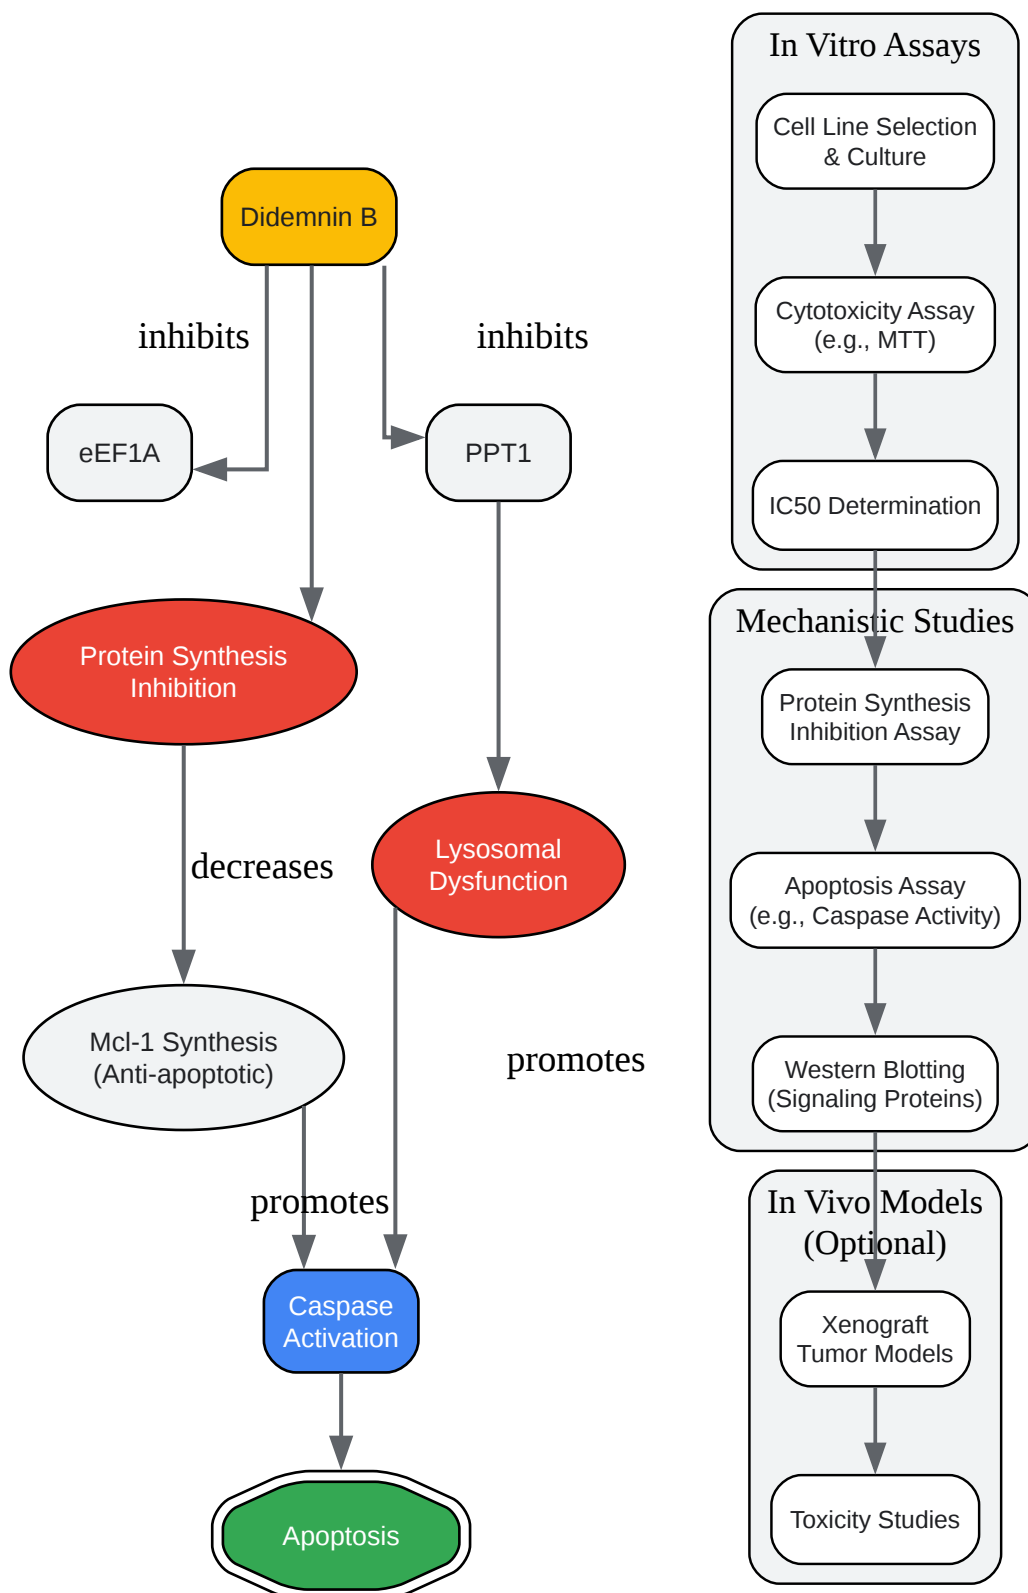 Didemnin B
inhibits
inhibits
eEF1A
PPT1
Protein Synthesis
Inhibition
decreases
Lysosomal
Dysfunction
Mcl-1 Synthesis
(Anti-apoptotic)
promotes
promotes
Caspase
Activation
Apoptosis
In Vitro Assays
Cell Line Selection
& Culture
Cytotoxicity Assay
(e.g., MTT)
IC50 Determination
Mechanistic Studies
Protein Synthesis
Inhibition Assay
Apoptosis Assay
(e.g., Caspase Activity)
Western Blotting
(Signaling Proteins)
In Vivo Models
(Optional)
Xenograft
Tumor Models
Toxicity Studies